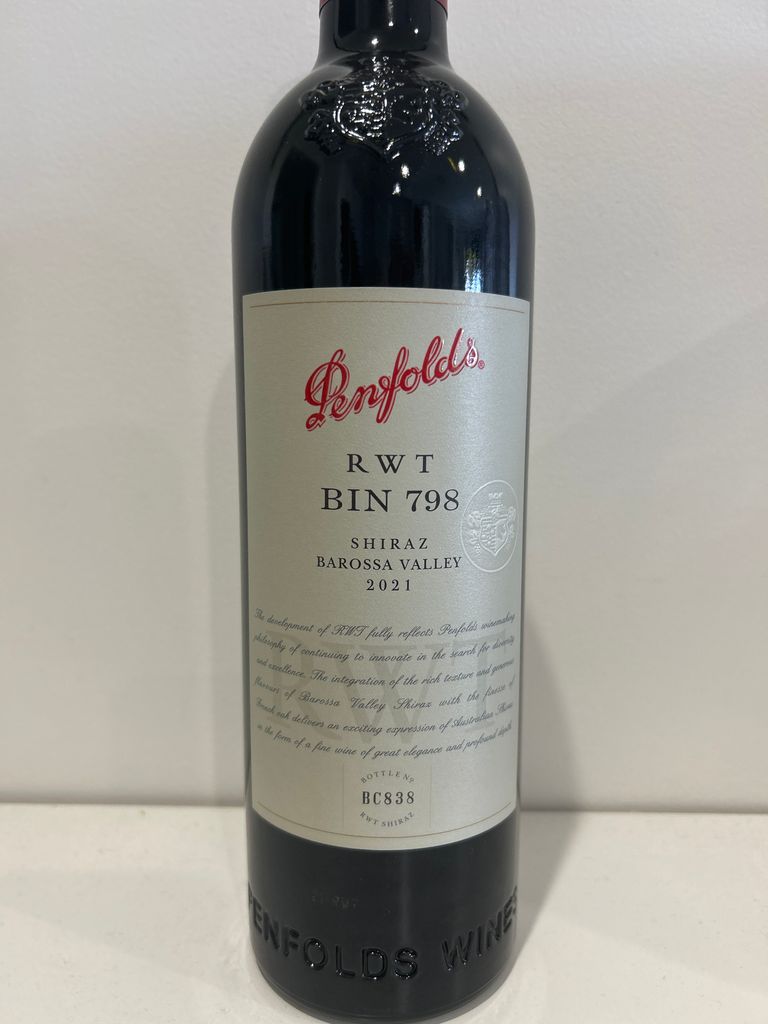 Penfolds®
RWT
BIN 798
SHIRAZ
BAROSSA VALLEY
2021
The development of RWT fully reflects Penfolds winemaking
philosophy of continuing to innovate in the search for diversity
and excellence. The integration of the rich texture and generous
flavours of Barossa Valley Shiraz with the finesse of
French oak delivers an exciting expression of Australian Shiraz
in the form of a fine wine of great elegance and profound depth.
RWT
BOTTLE Nº
BC838
RWT SHIRAZ
PENFOLDS WINES